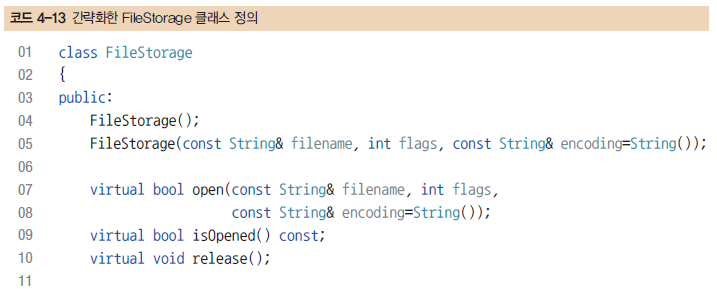 코드 4-13 간략화한 FileStorage 클래스 정의
01 class FileStorage
02 {
03 public:
04     FileStorage();
05     FileStorage(const String& filename, int flags, const String& encoding=String());
06
07     virtual bool open(const String& filename, int flags,
08                       const String& encoding=String());
09     virtual bool isOpened() const;
10     virtual void release();
11